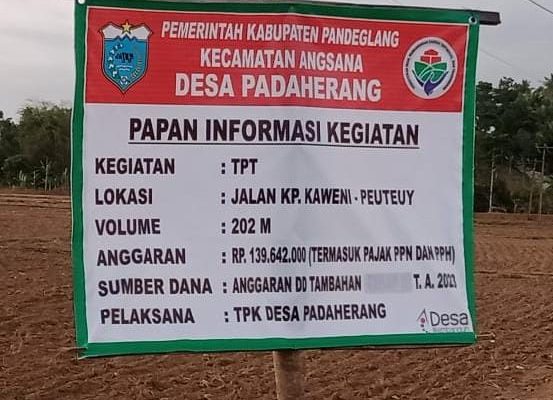 PEMERINTAH KABUPATEN PANDEGLANG
KECAMATAN ANGSANA
DESA PADAHERANG
PAPAN INFORMASI KEGIATAN
KEGIATAN : TPT
LOKASI : JALAN KP. KAWENI - PEUTEUY
VOLUME : 202 M
ANGGARAN : RP. 139.642.000 (TERMASUK PAJAK PPN DAN PPH)
SUMBER DANA : ANGGARAN DD TAMBAHAN T. A. 2021
PELAKSANA : TPK DESA PADAHERANG
Desa